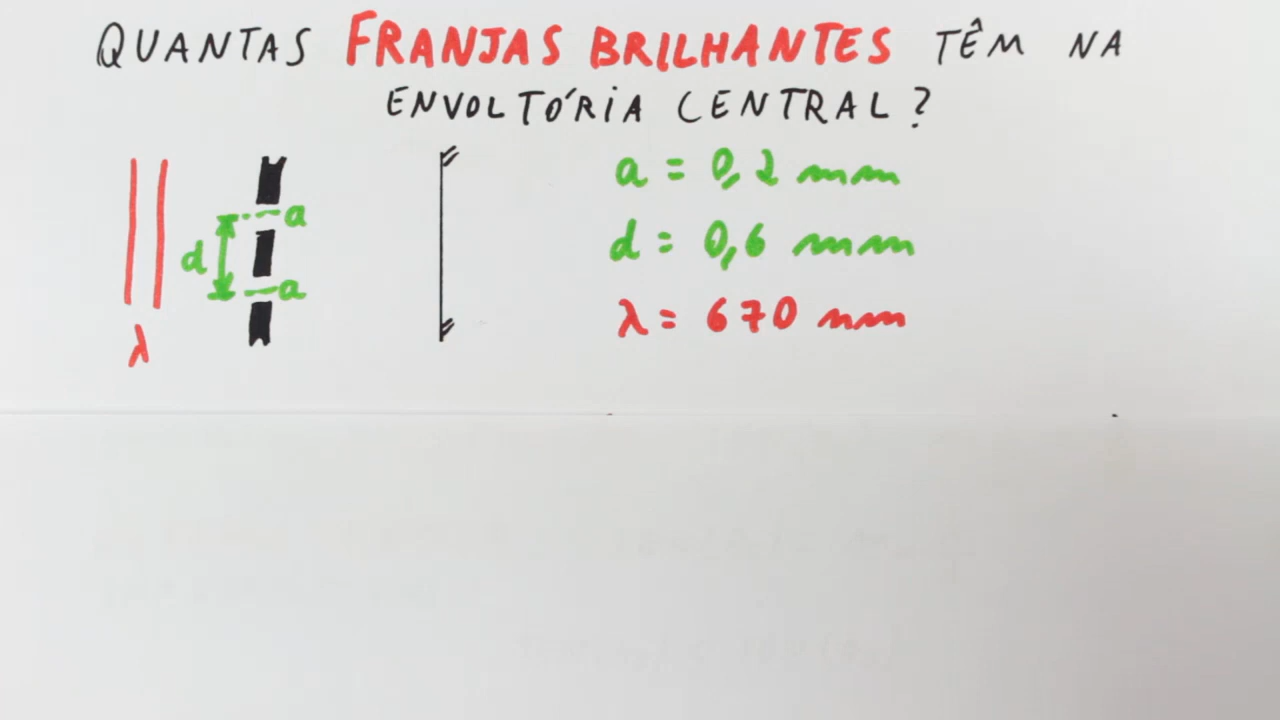 QUANTAS FRANJAS BRILHANTES TÊM NA
ENVOLTÓRIA CENTRAL?
a = 0,2 mm
a
d = 0,6 mm
d
a
λ = 670 nm
λ